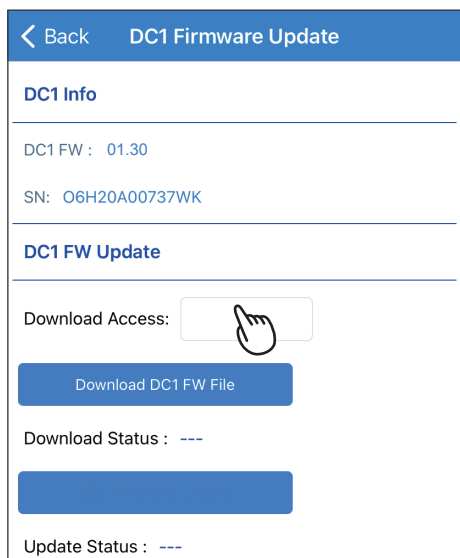 Back DC1 Firmware Update
DC1 Info
DC1 FW : 01.30
SN: O6H20A00737WK
DC1 FW Update
Download Access:
Download DC1 FW File
Download Status : ---
Update Status : ---